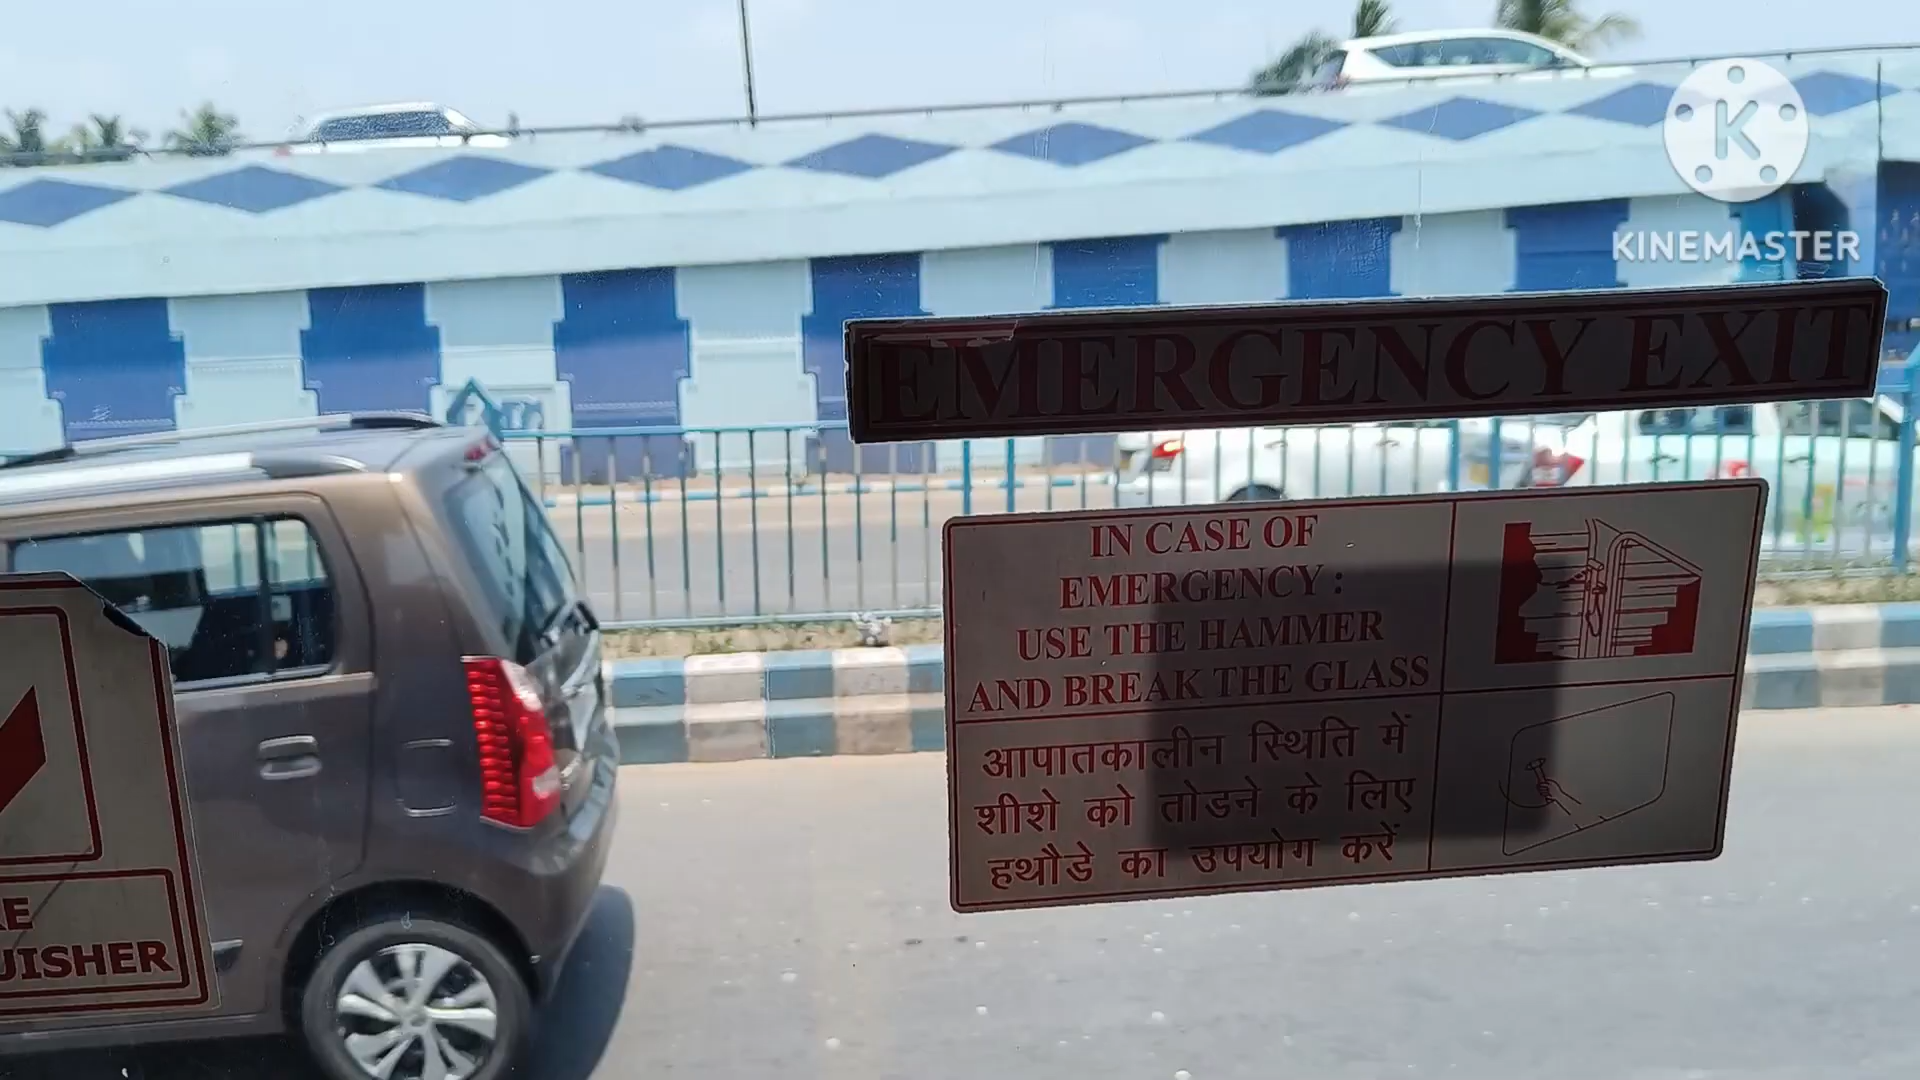 K
KINEMASTER
EMERGENCY EXIT
IN CASE OF
EMERGENCY :
USE THE HAMMER
AND BREAK THE GLASS
आपातकालीन स्थिति में
शीशे को तोडने के लिए
हथौडे का उपयोग करें